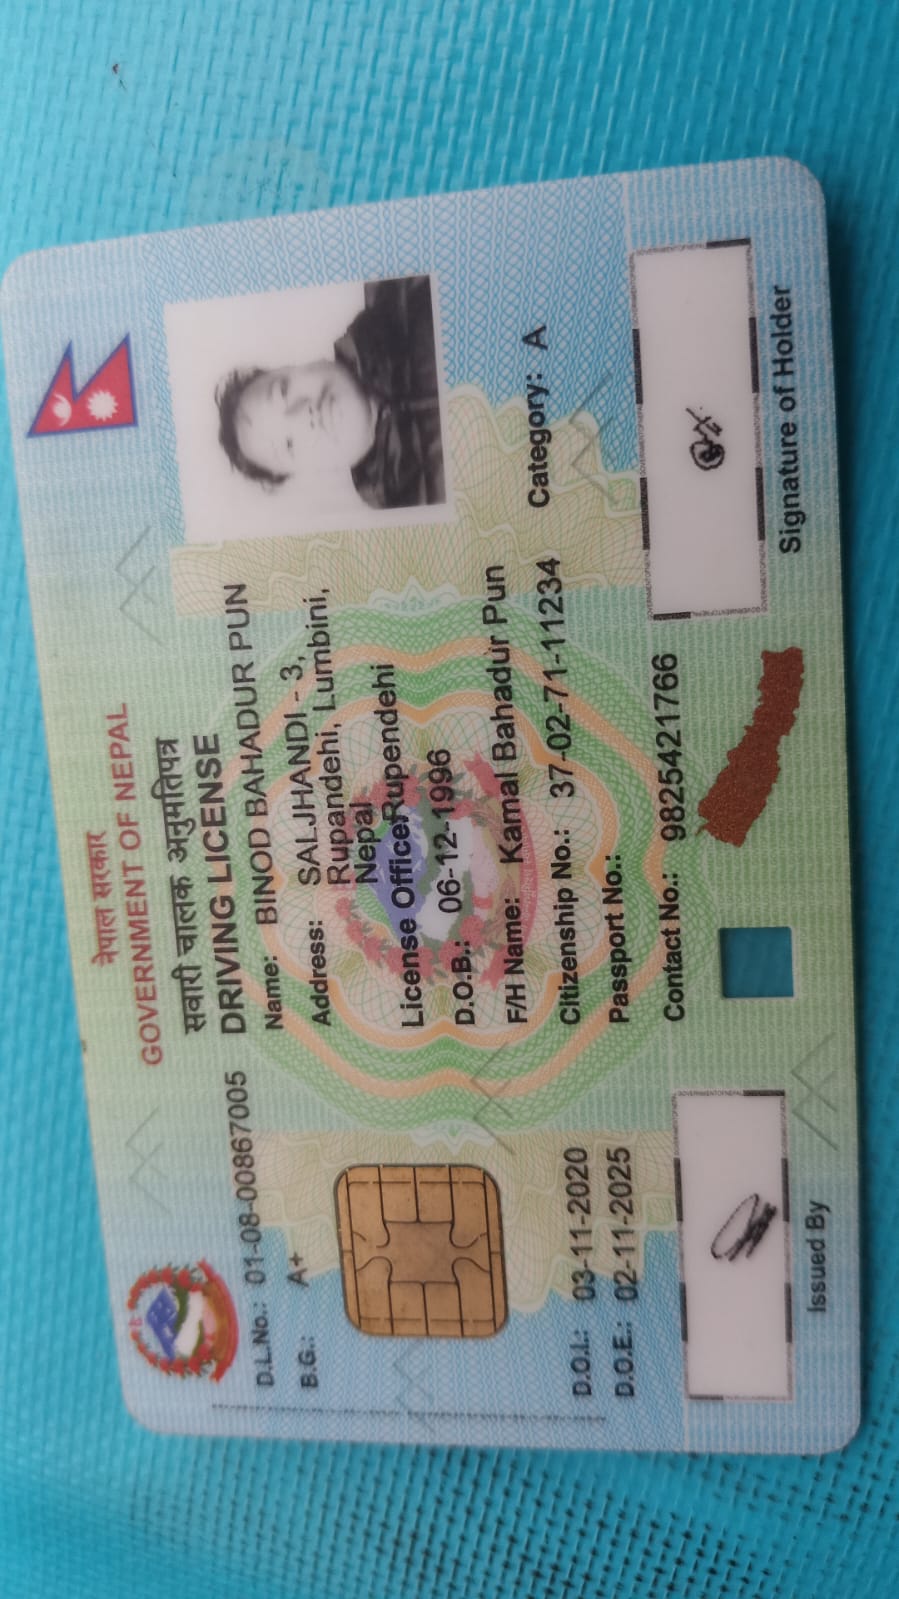 नेपाल सरकार
GOVERNMENT OF NEPAL
सवारी चालक अनुमतिपत्र
DRIVING LICENSE
D.L.No.: 01-08-00867005
B.G.: A+
Name: BINOD BAHADUR PUN
Address: SALJHANDI - 3,
Rupandehi, Lumbini,
Nepal
License Office: Rupendehi
D.O.B.: 06-12-1996
F/H Name: Kamal Bahadur Pun
Citizenship No.: 37-02-71-11234
Category: A
Passport No.:
Contact No.: 9825421766
D.O.I.: 03-11-2020
D.O.E.: 02-11-2025
Issued By
Signature of Holder